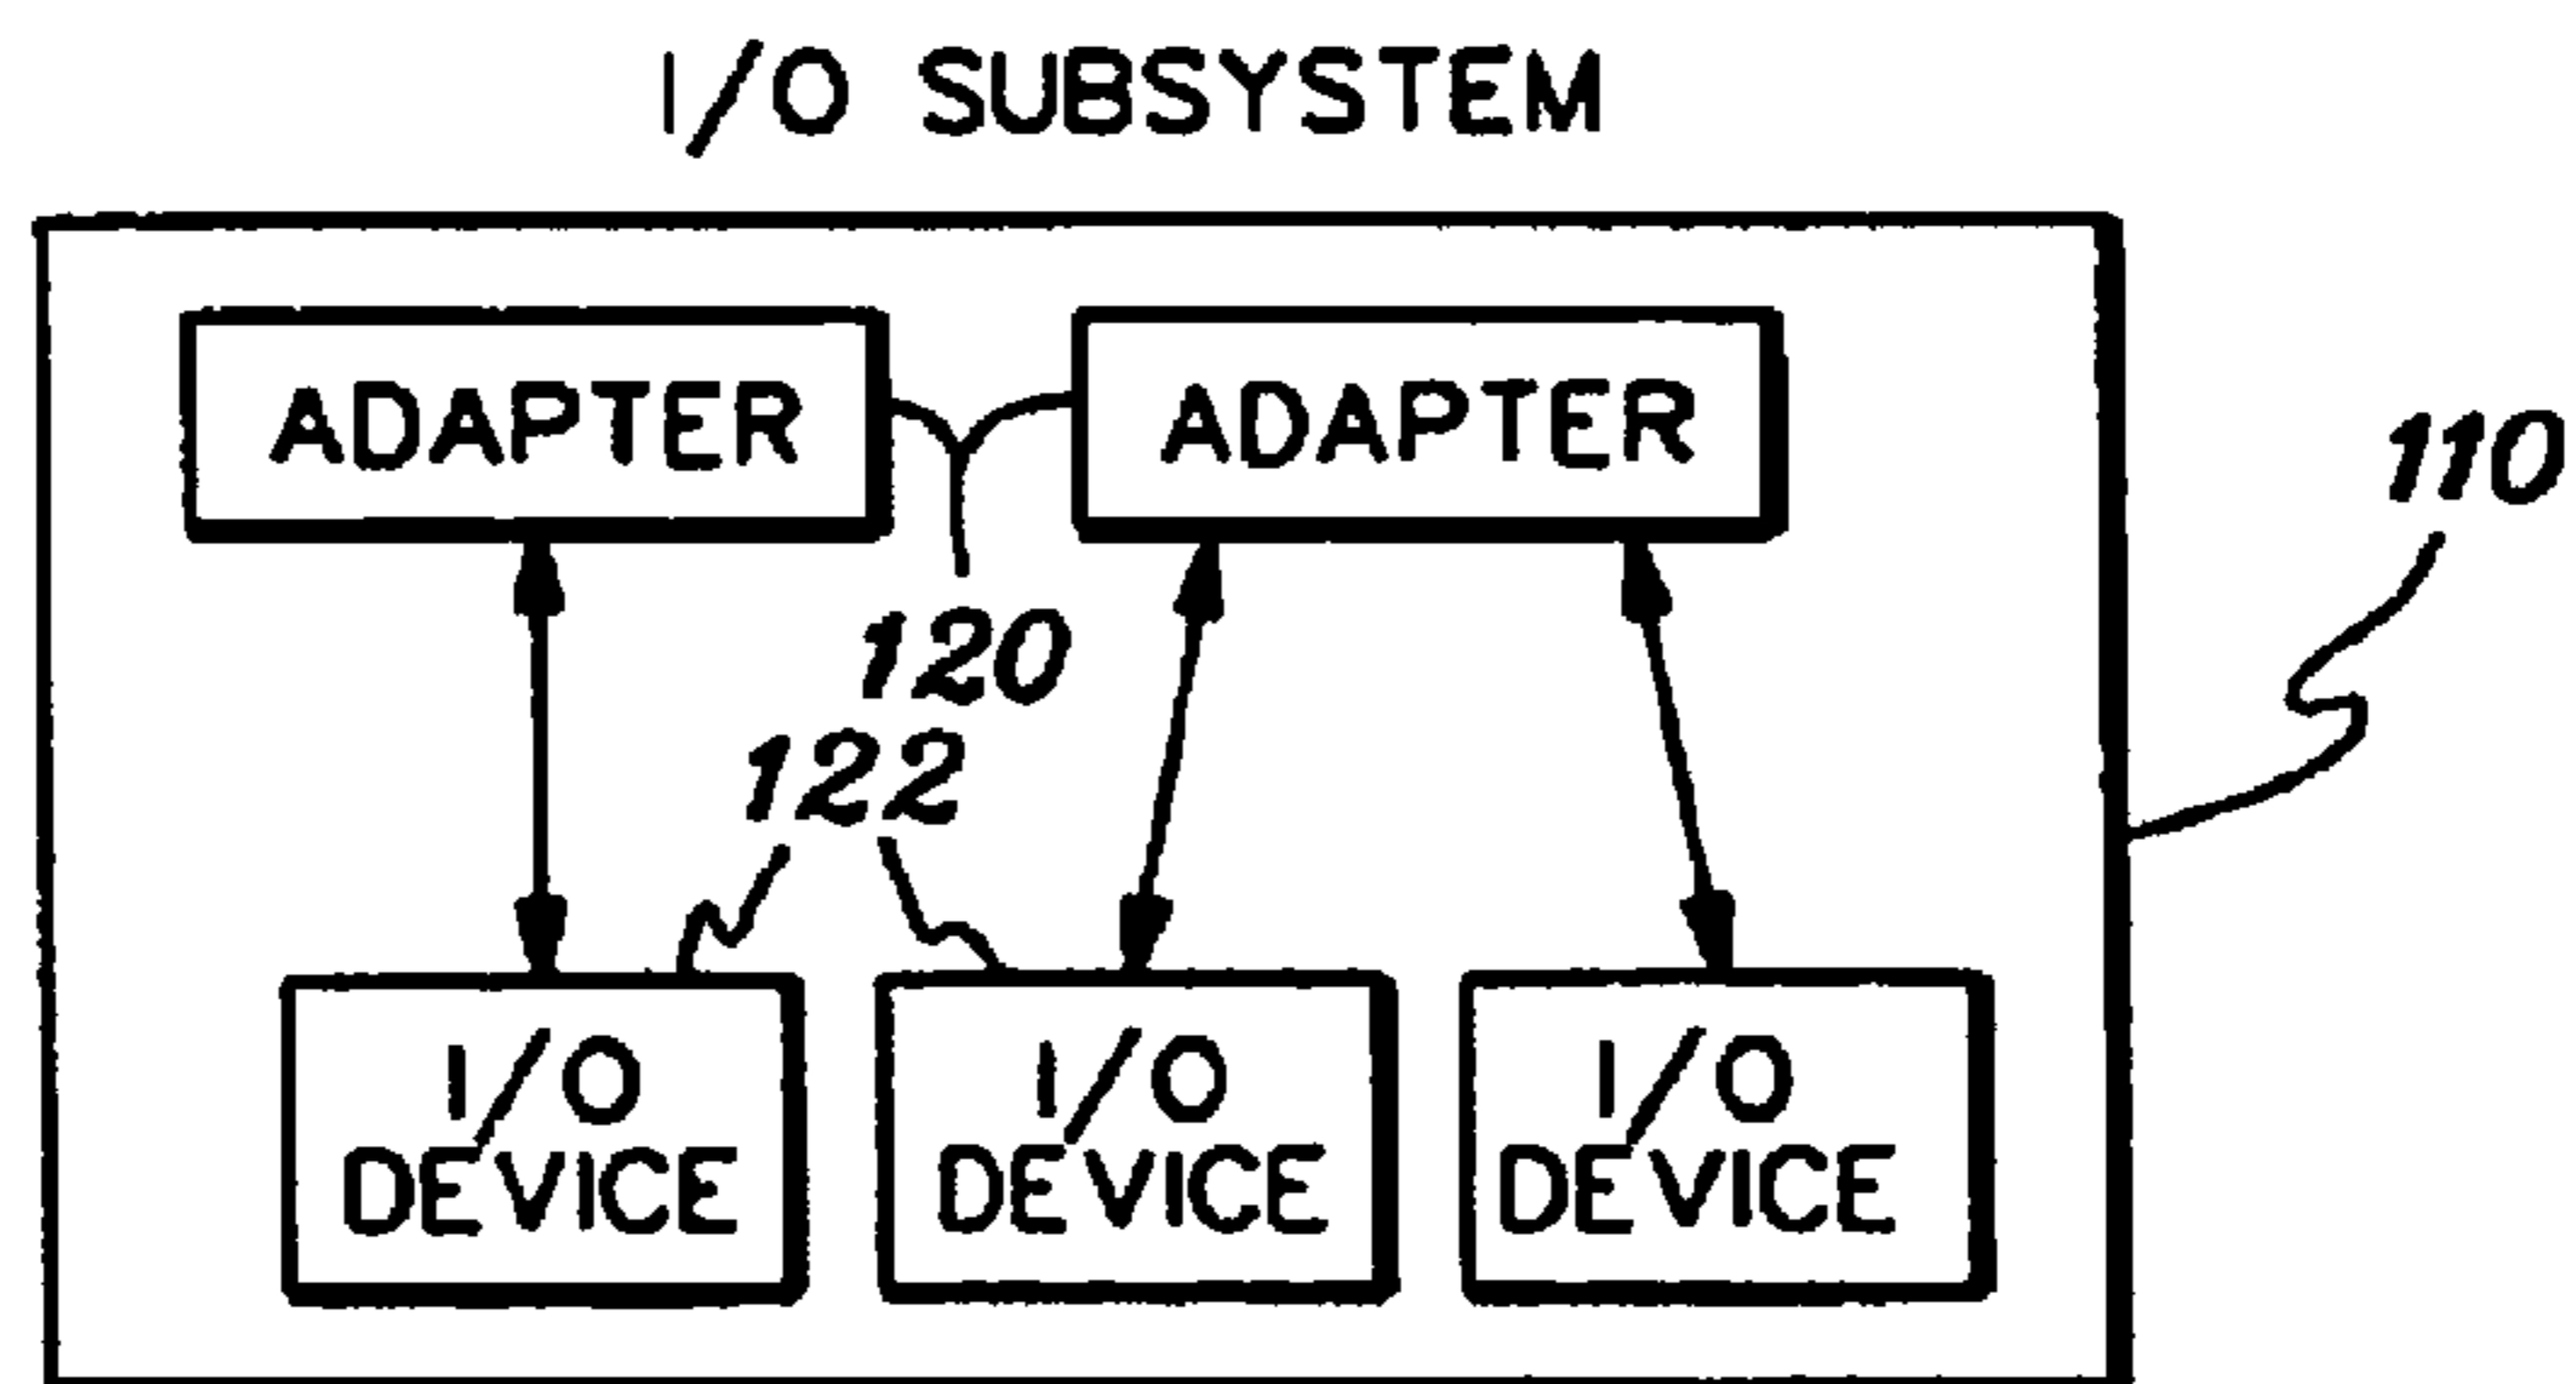 I/O SUBSYSTEM
ADAPTER ADAPTER
110
120
122
I/O I/O I/O
DEVICE DEVICE DEVICE